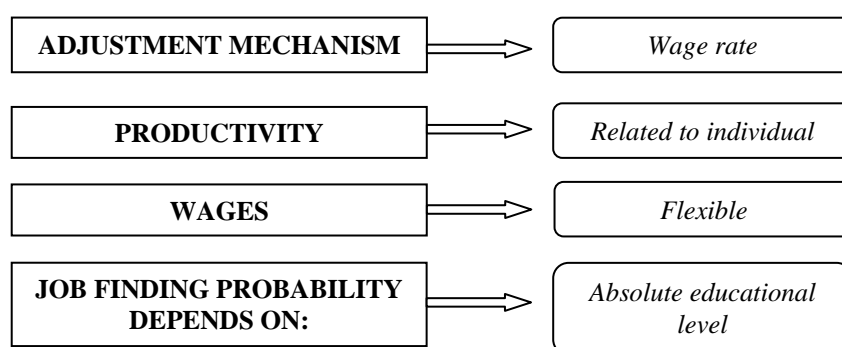 ADJUSTMENT MECHANISM
Wage rate
PRODUCTIVITY
Related to individual
WAGES
Flexible
JOB FINDING PROBABILITY
DEPENDS ON:
Absolute educational
level